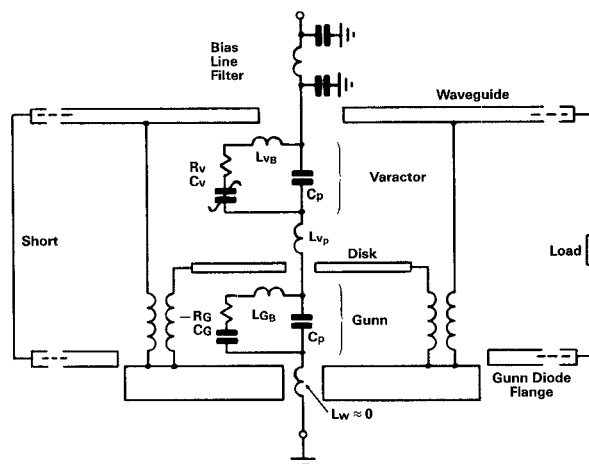 Bias
Line
Filter
Waveguide
LvB
Rv
Cv
Cp
Varactor
Short
Lvp
Disk
Load
–RG
CG
LGB
Cp
Gunn
Lw ≈ 0
Gunn Diode
Flange